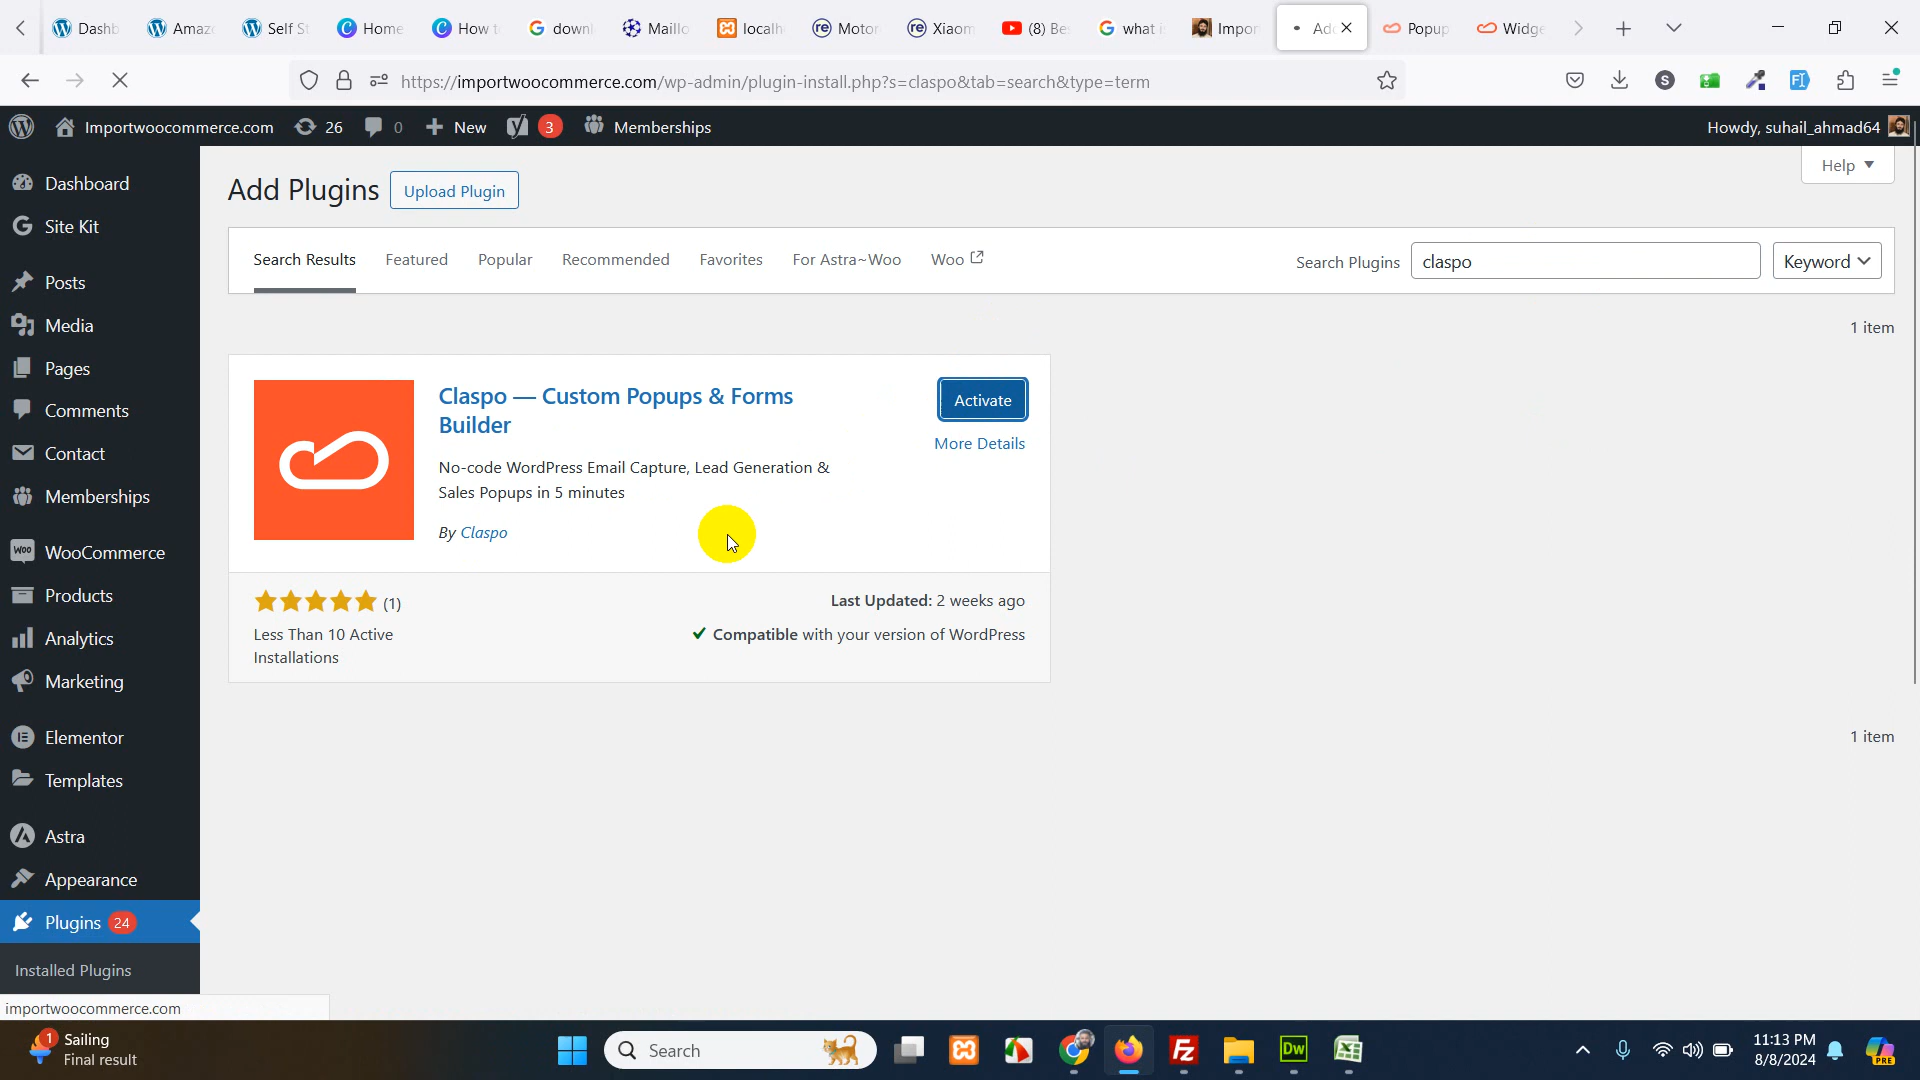 Dashb
Amaz
Self S
Home
How t
downl
Maillo
localh
Motor
Xiaom
(8) Be
what i
Impor
Ad
Popup
Widge
https://importwoocommerce.com/wp-admin/plugin-install.php?s=claspo&tab=search&type=term
Importwoocommerce.com
26
0
New
3
Memberships
Howdy, suhail_ahmad64
Dashboard
Site Kit
Posts
Media
Pages
Comments
Contact
Memberships
WooCommerce
Products
Analytics
Marketing
Elementor
Templates
Astra
Appearance
Plugins 24
Installed Plugins
importwoocommerce.com
Help
Add Plugins
Upload Plugin
Search Results
Featured
Popular
Recommended
Favorites
For Astra~Woo
Woo
Search Plugins
claspo
Keyword
1 item
Claspo — Custom Popups & Forms
Builder
Activate
More Details
No-code WordPress Email Capture, Lead Generation &
Sales Popups in 5 minutes
By Claspo
(1)
Less Than 10 Active
Installations
Last Updated: 2 weeks ago
Compatible with your version of WordPress
1 item
1
Sailing
Final result
Search
Fz
Dw
11:13 PM
8/8/2024
PRE